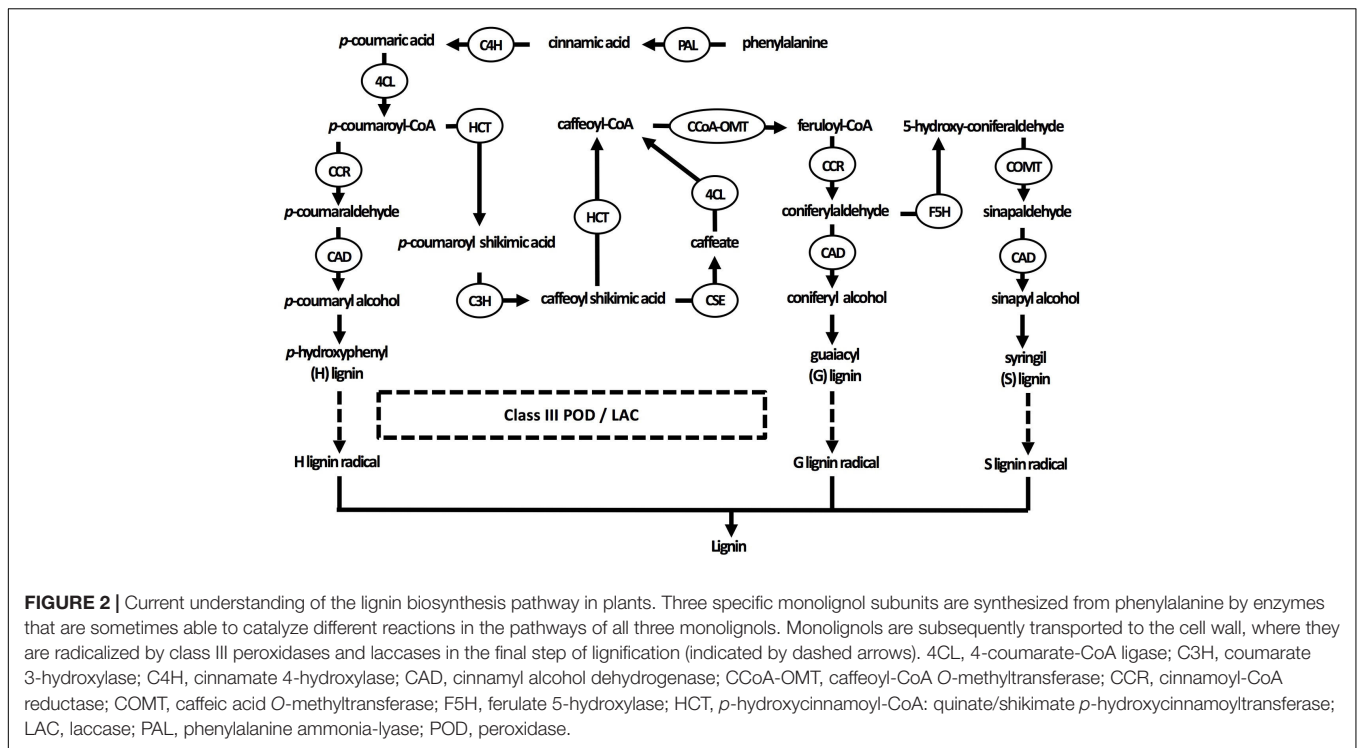 p-coumaric acid
C4H
cinnamic acid
PAL
phenylalanine
4CL
p-coumaroyl-CoA
HCT
caffeoyl-CoA
CCoA-OMT
feruloyl-CoA
5-hydroxy-coniferaldehyde
CCR
4CL
CCR
COMT
p-coumaraldehyde
HCT
coniferylaldehyde
F5H
sinapaldehyde
p-coumaroyl shikimic acid
caffeate
CAD
CAD
CAD
p-coumaryl alcohol
C3H
caffeoyl shikimic acid
CSE
coniferyl alcohol
sinapyl alcohol
p-hydroxyphenyl
(H) lignin
guaiacyl
(G) lignin
syringil
(S) lignin
Class III POD / LAC
H lignin radical
G lignin radical
S lignin radical
Lignin
FIGURE 2 | Current understanding of the lignin biosynthesis pathway in plants. Three specific monolignol subunits are synthesized from phenylalanine by enzymes
that are sometimes able to catalyze different reactions in the pathways of all three monolignols. Monolignols are subsequently transported to the cell wall, where they
are radicalized by class III peroxidases and laccases in the final step of lignification (indicated by dashed arrows). 4CL, 4-coumarate-CoA ligase; C3H, coumarate
3-hydroxylase; C4H, cinnamate 4-hydroxylase; CAD, cinnamyl alcohol dehydrogenase; CCoA-OMT, caffeoyl-CoA O-methyltransferase; CCR, cinnamoyl-CoA
reductase; COMT, caffeic acid O-methyltransferase; F5H, ferulate 5-hydroxylase; HCT, p-hydroxycinnamoyl-CoA: quinate/shikimate p-hydroxycinnamoyltransferase;
LAC, laccase; PAL, phenylalanine ammonia-lyase; POD, peroxidase.